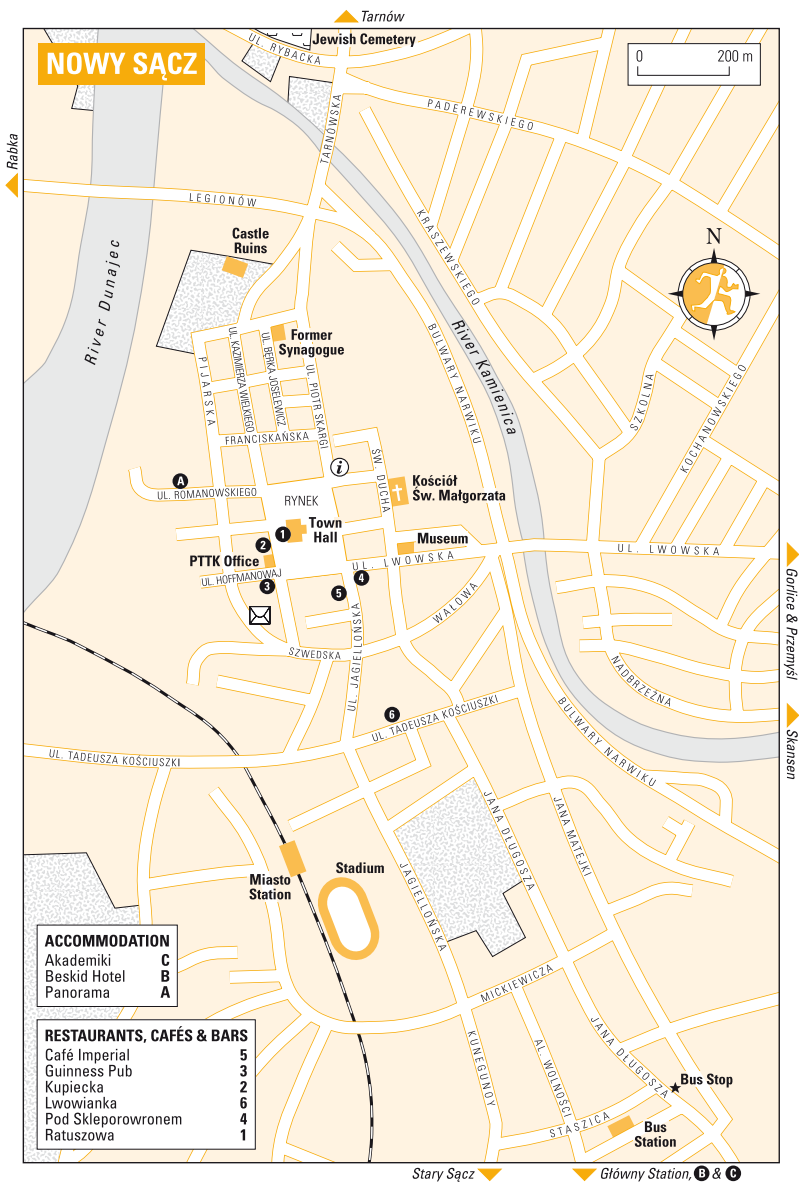 Tarnów
NOWY SĄCZ
UL. RYBACKA
Jewish Cemetery
0 200 m
PADEREWSKIEGO
TARNÓWSKA
Rabka
LEGIONÓW
KRASZEWSKIEGO
N
Castle
Ruins
River Dunajec
River Kamienica
BULWARY NARWIKU
Former
Synagogue
PIJARSKA
UL. KAZIMIERZA WIELKIEGO
UL. BERKA JOSELEWICZ
UL. PIOTR SKARGI
SZKOLNA
KOCHANOWSKIEGO
FRANCISKAŃSKA
ŚW. DUCHA
i
A
UL. ROMANOWSKIEGO
RYNEK
Kościół
Św. Małgorzata
1
Town
Hall
2
Museum
PTTK Office
UL. LWOWSKA
UL. LWOWSKA
UL. HOFFMANOWAJ
3
4
5
Gorlice & Przemyśl
WAŁOWA
UL. JAGIELLOŃSKA
SZWEDSKA
NADBRZEŻNA
6
UL. TADEUSZA KOŚCIUSZKI
UL. TADEUSZA KOŚCIUSZKI
BULWARY NARWIKU
Skansen
JANA DŁUGOSZA
JANA MATEJKI
Miasto
Station
Stadium
JAGIELLOŃSKA
MICKIEWICZA
ACCOMMODATION
Akademiki C
Beskid Hotel B
Panorama A
RESTAURANTS, CAFÉS & BARS
Café Imperial 5
Guinness Pub 3
Kupiecka 2
Lwowianka 6
Pod Skleporowronem 4
Ratuszowa 1
KUNEGUNOY
AL. WOLNOŚCI
JANA DŁUGOSZA
Bus Stop
STASZICA
Bus
Station
Stary Sącz
Główny Station, B & C